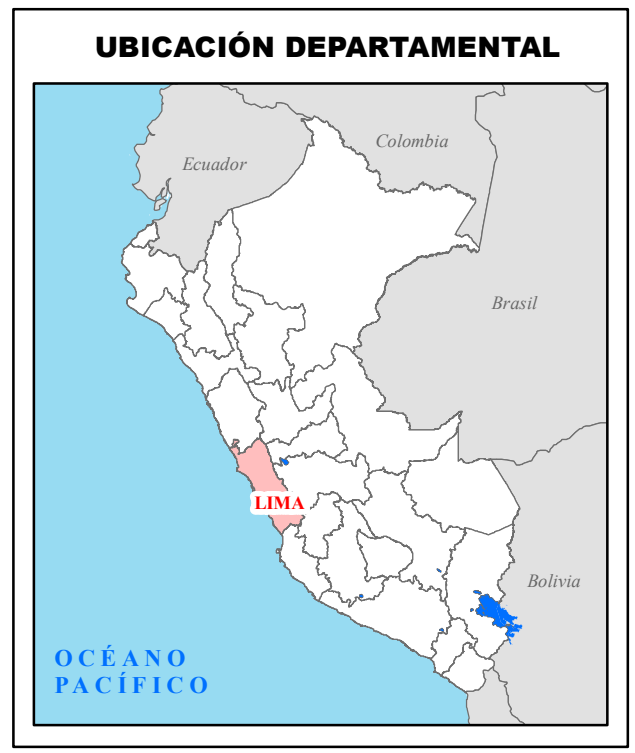 UBICACIÓN DEPARTAMENTAL
Colombia
Ecuador
Brasil
LIMA
Bolivia
OCÉANO
PACÍFICO